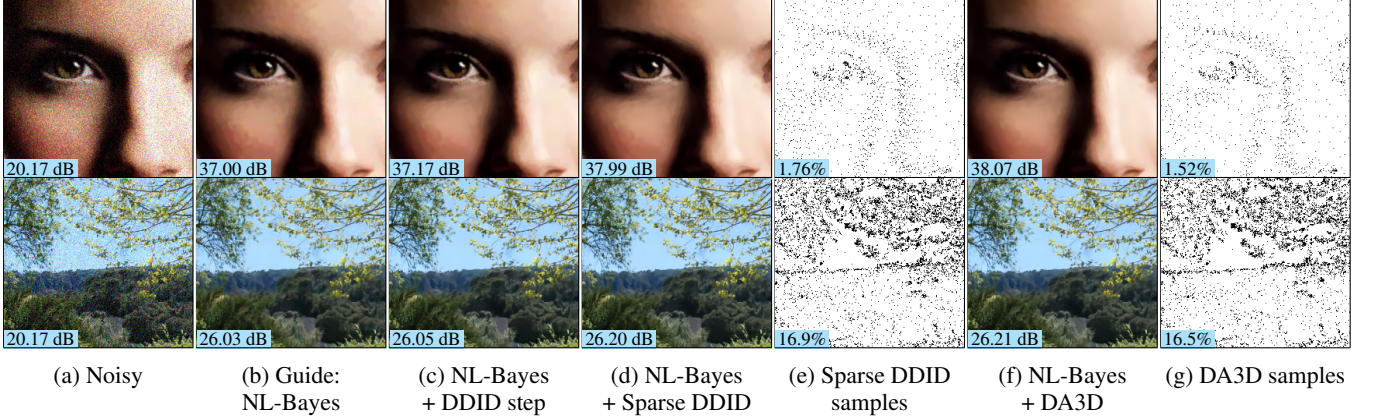 20.17 dB
37.00 dB
37.17 dB
37.99 dB
1.76%
38.07 dB
1.52%
20.17 dB
26.03 dB
26.05 dB
26.20 dB
16.9%
26.21 dB
16.5%
(a) Noisy
(b) Guide:
NL-Bayes
(c) NL-Bayes
+ DDID step
(d) NL-Bayes
+ Sparse DDID
(e) Sparse DDID
samples
(f) NL-Bayes
+ DA3D
(g) DA3D samples